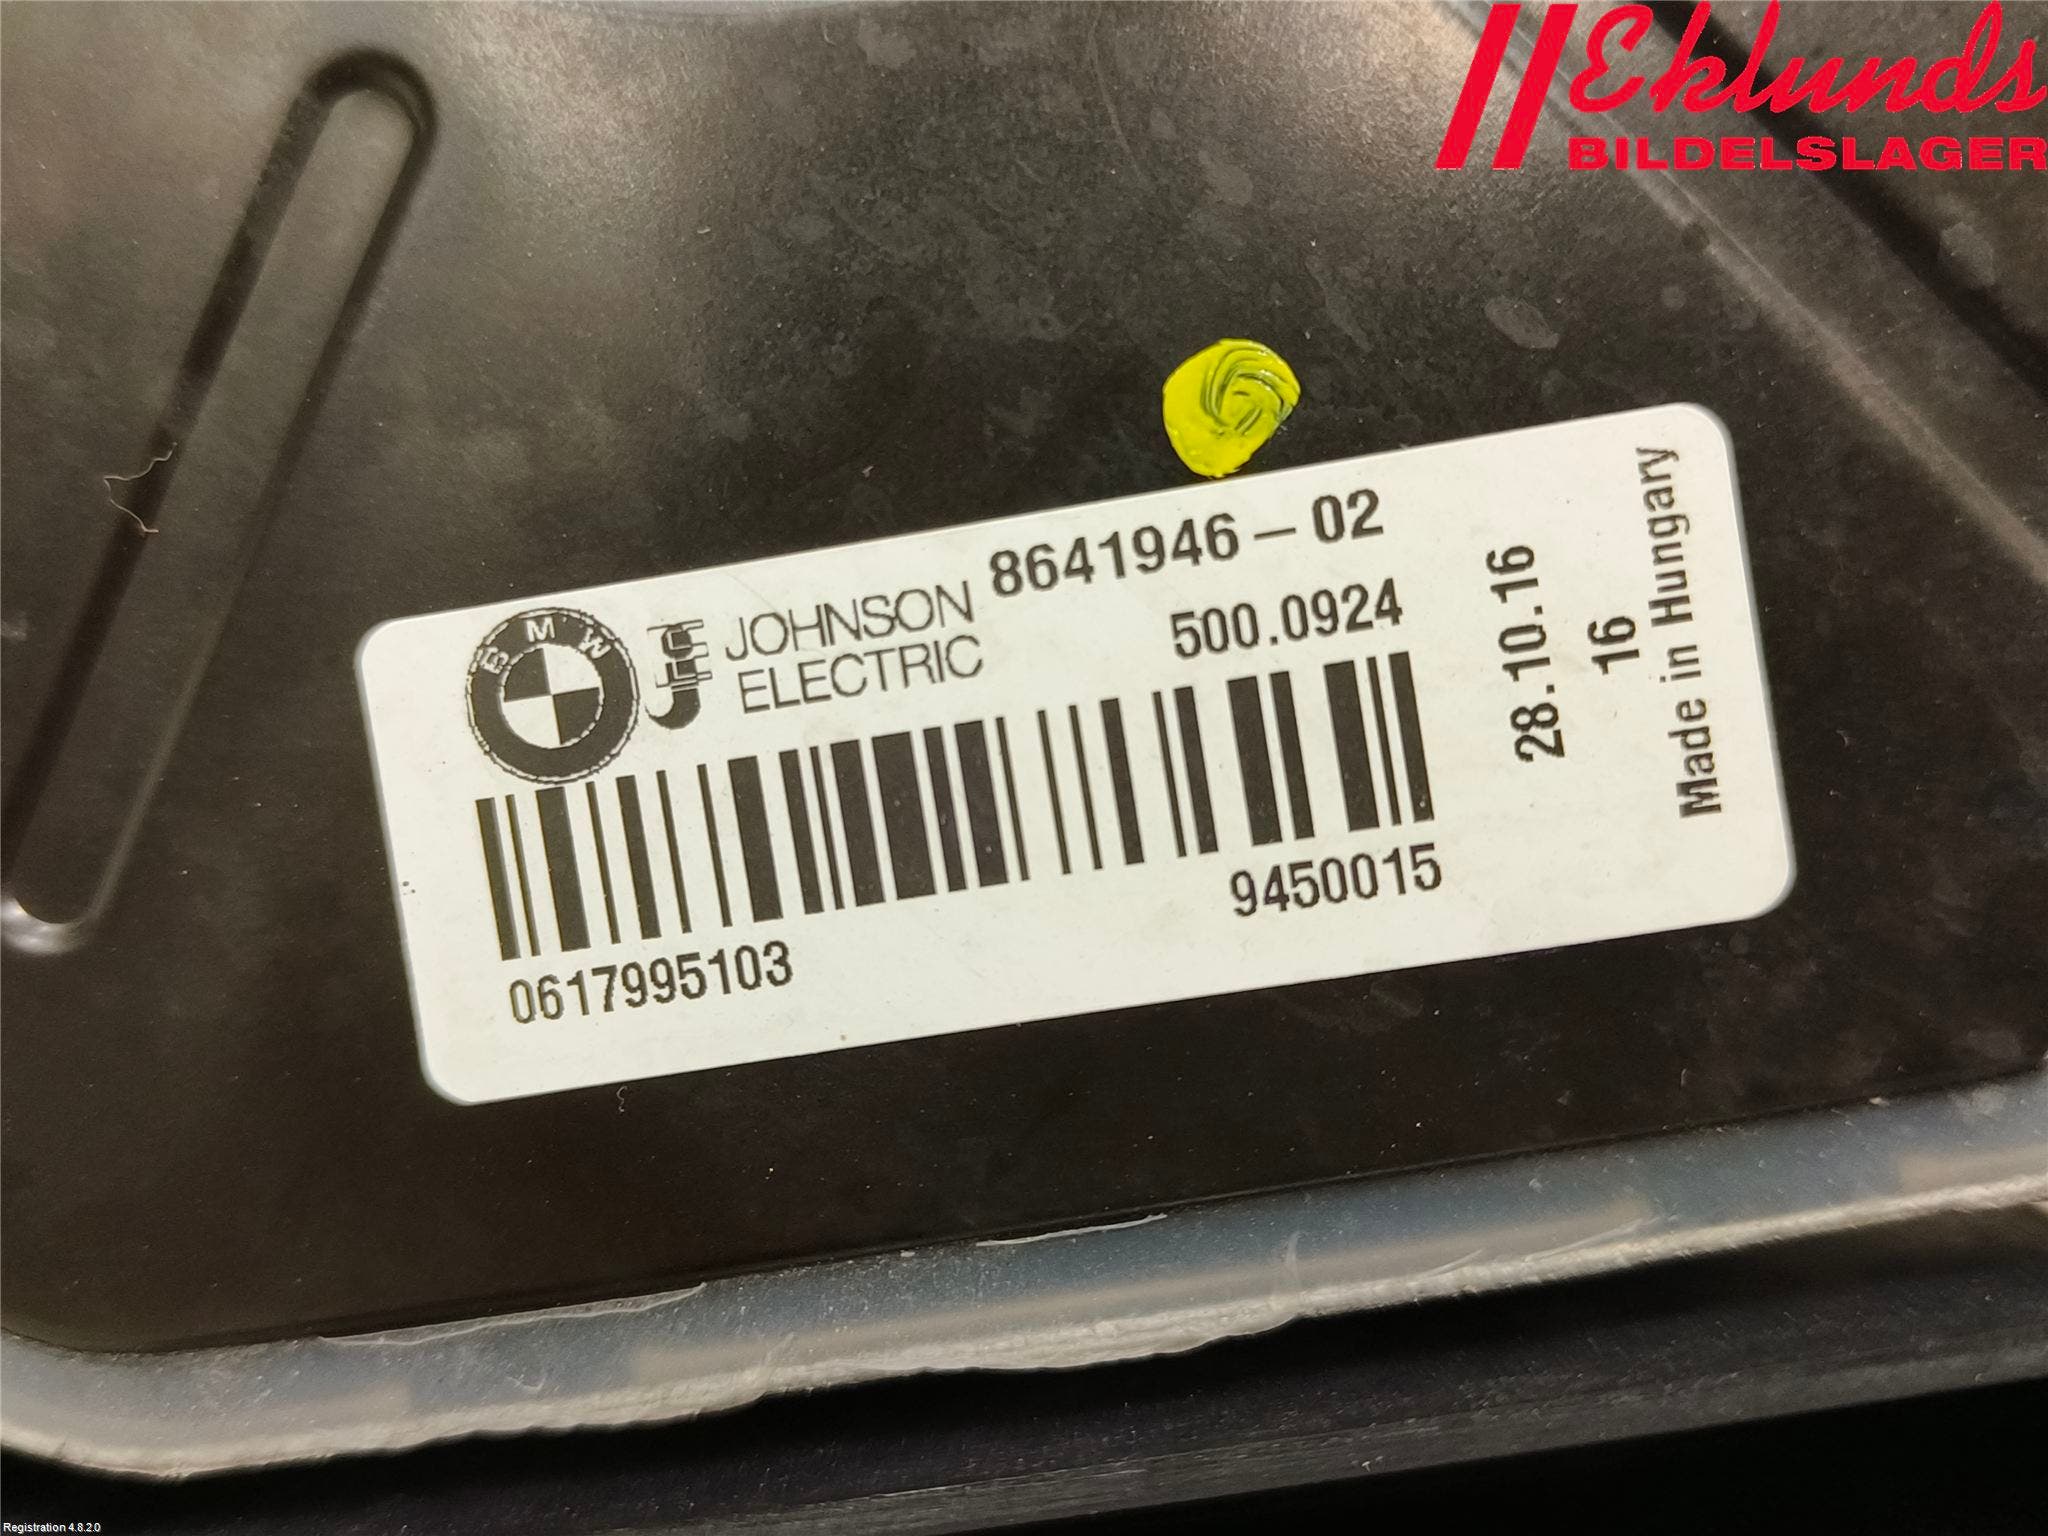 Eklunds
BILDELSLAGER
BMW
JOHNSON
ELECTRIC
8641946-02
500.0924
0617995103
9450015
28.10.16
16
Made in Hungary
Registration 4.8.2.0